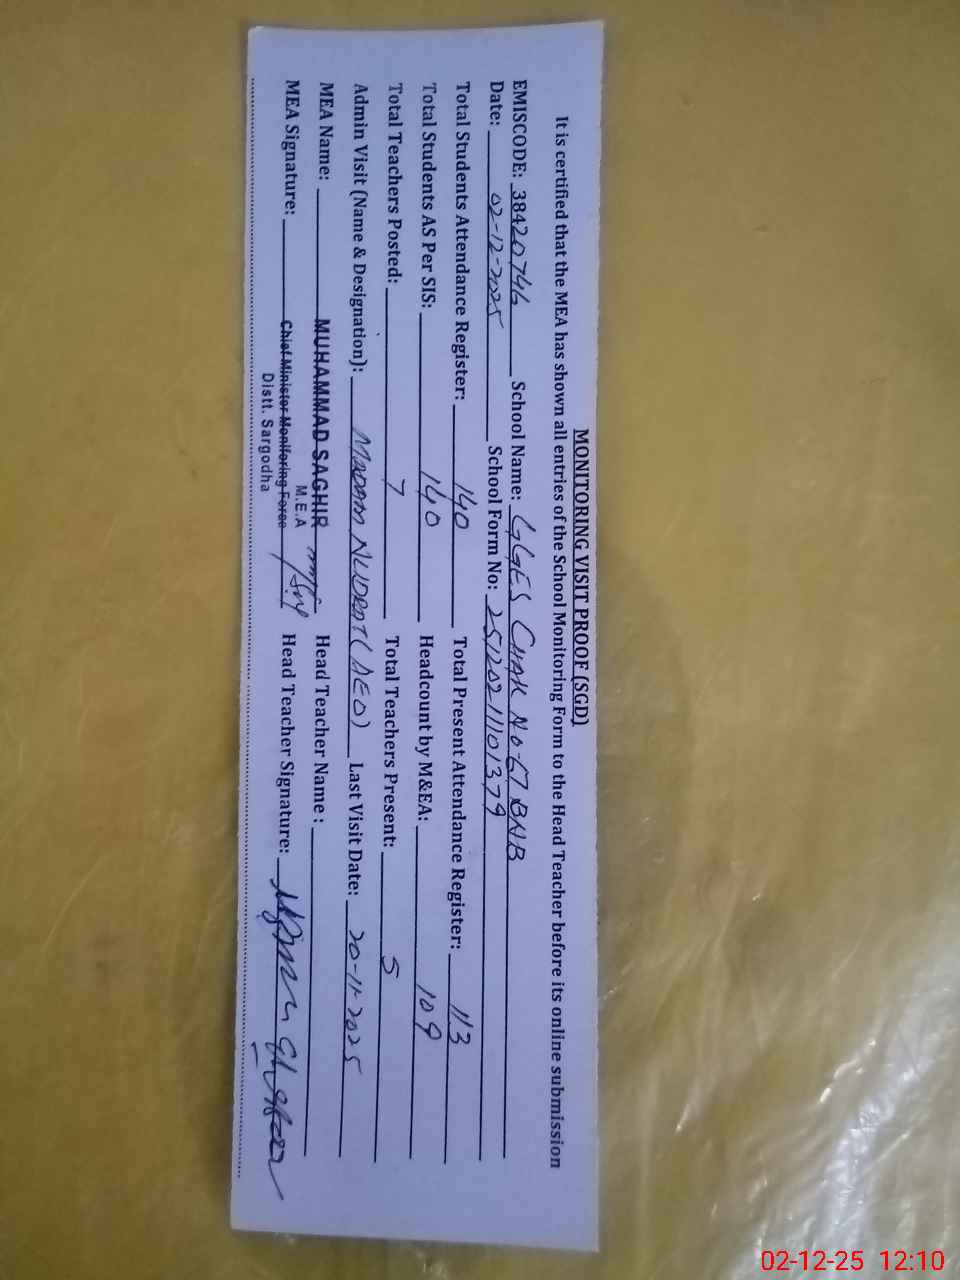 MONITORING VISIT PROOF (SGD)
It is certified that the MEA has shown all entries of the School Monitoring Form to the Head Teacher before its online submission
EMISCODE: 38420746 School Name: GGES Chak No-67 BNB
Date: 02-12-2025 School Form No: 2512021101379
Total Students Attendance Register: 140 Total Present Attendance Register: 113
Total Students AS Per SIS: 140 Headcount by M&EA: 109
Total Teachers Posted: 7 Total Teachers Present: 5
Admin Visit (Name & Designation): Madam Nudrat (AEO) Last Visit Date: 20-11-2025
MEA Name: MUHAMMAD SAGHIR Head Teacher Name :
M.E.A
MEA Signature: Chief Minister Monitoring Force Head Teacher Signature:
Distt. Sargodha
02-12-25 12:10